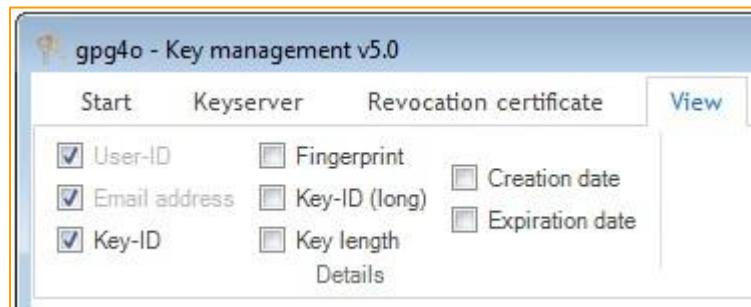 gpg4o - Key management v5.0
Start Keyserver Revocation certificate View
User-ID Fingerprint
Creation date
Email address Key-ID (long)
Expiration date
Key-ID Key length
Details